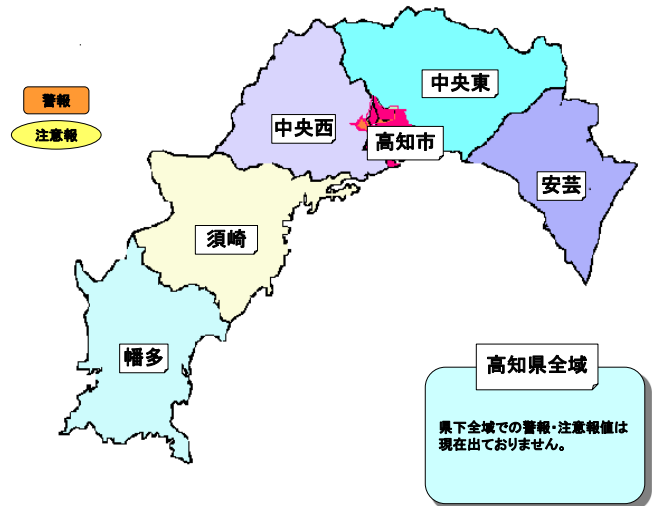 警報
注意報
中央東
中央西
高知市
安芸
須崎
幡多
高知県全域
県下全域での警報・注意報値は
現在出ておりません。